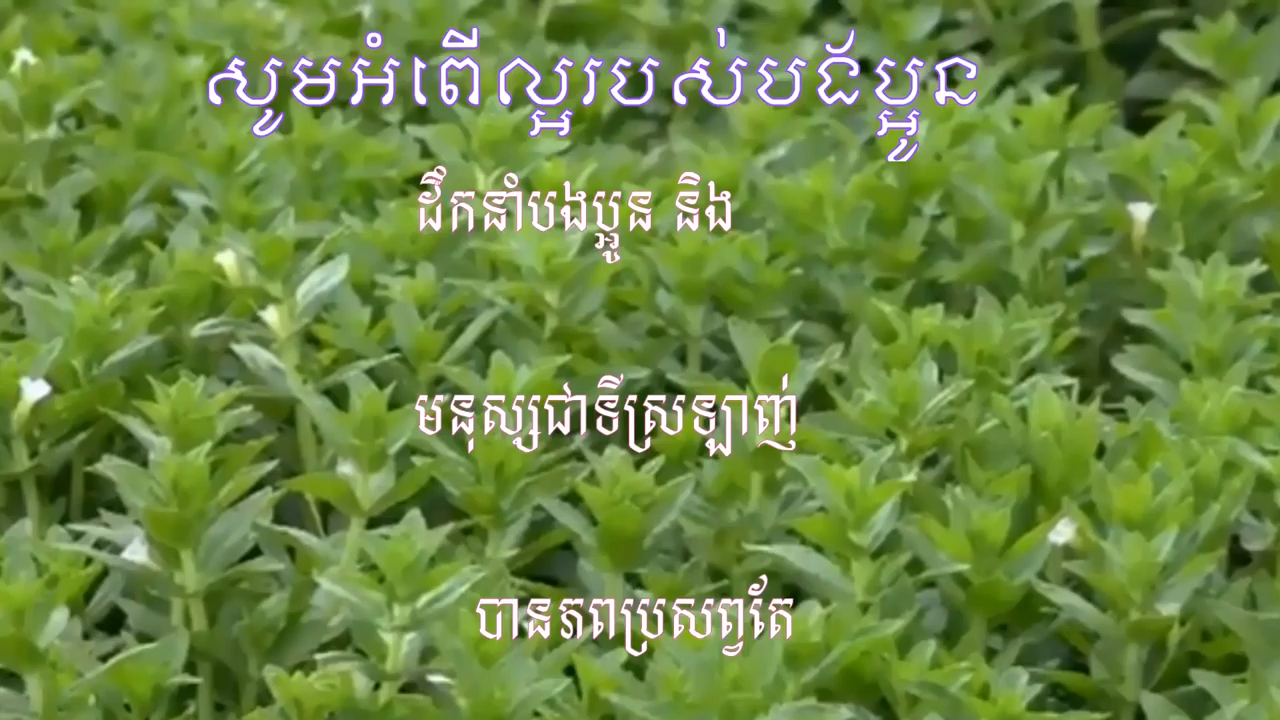 សូមអំពើល្អរបស់បងប្អូន
ដឹកនាំបងប្អូន និង
មនុស្សជាទីស្រឡាញ់
បានភពប្រសព្វតែ